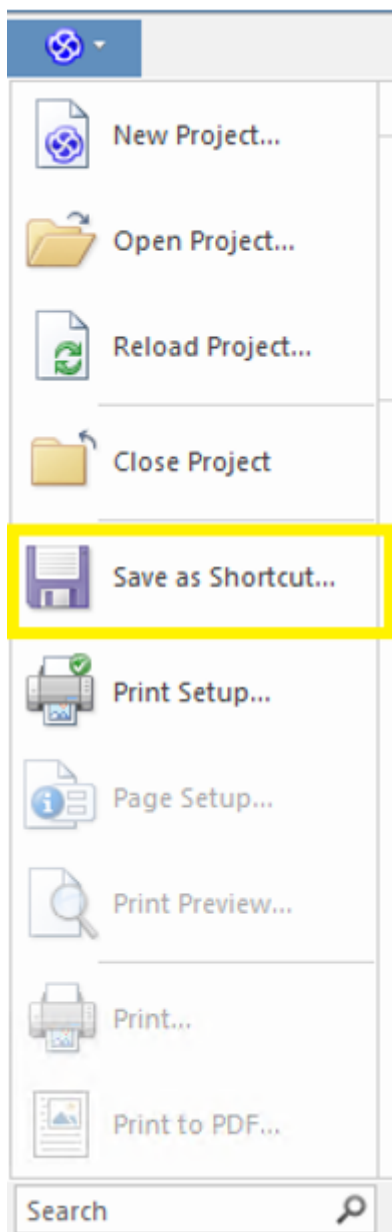 New Project...
Open Project...
Reload Project...
Close Project
Save as Shortcut...
Print Setup...
Page Setup...
Print Preview...
Print...
Print to PDF...
Search